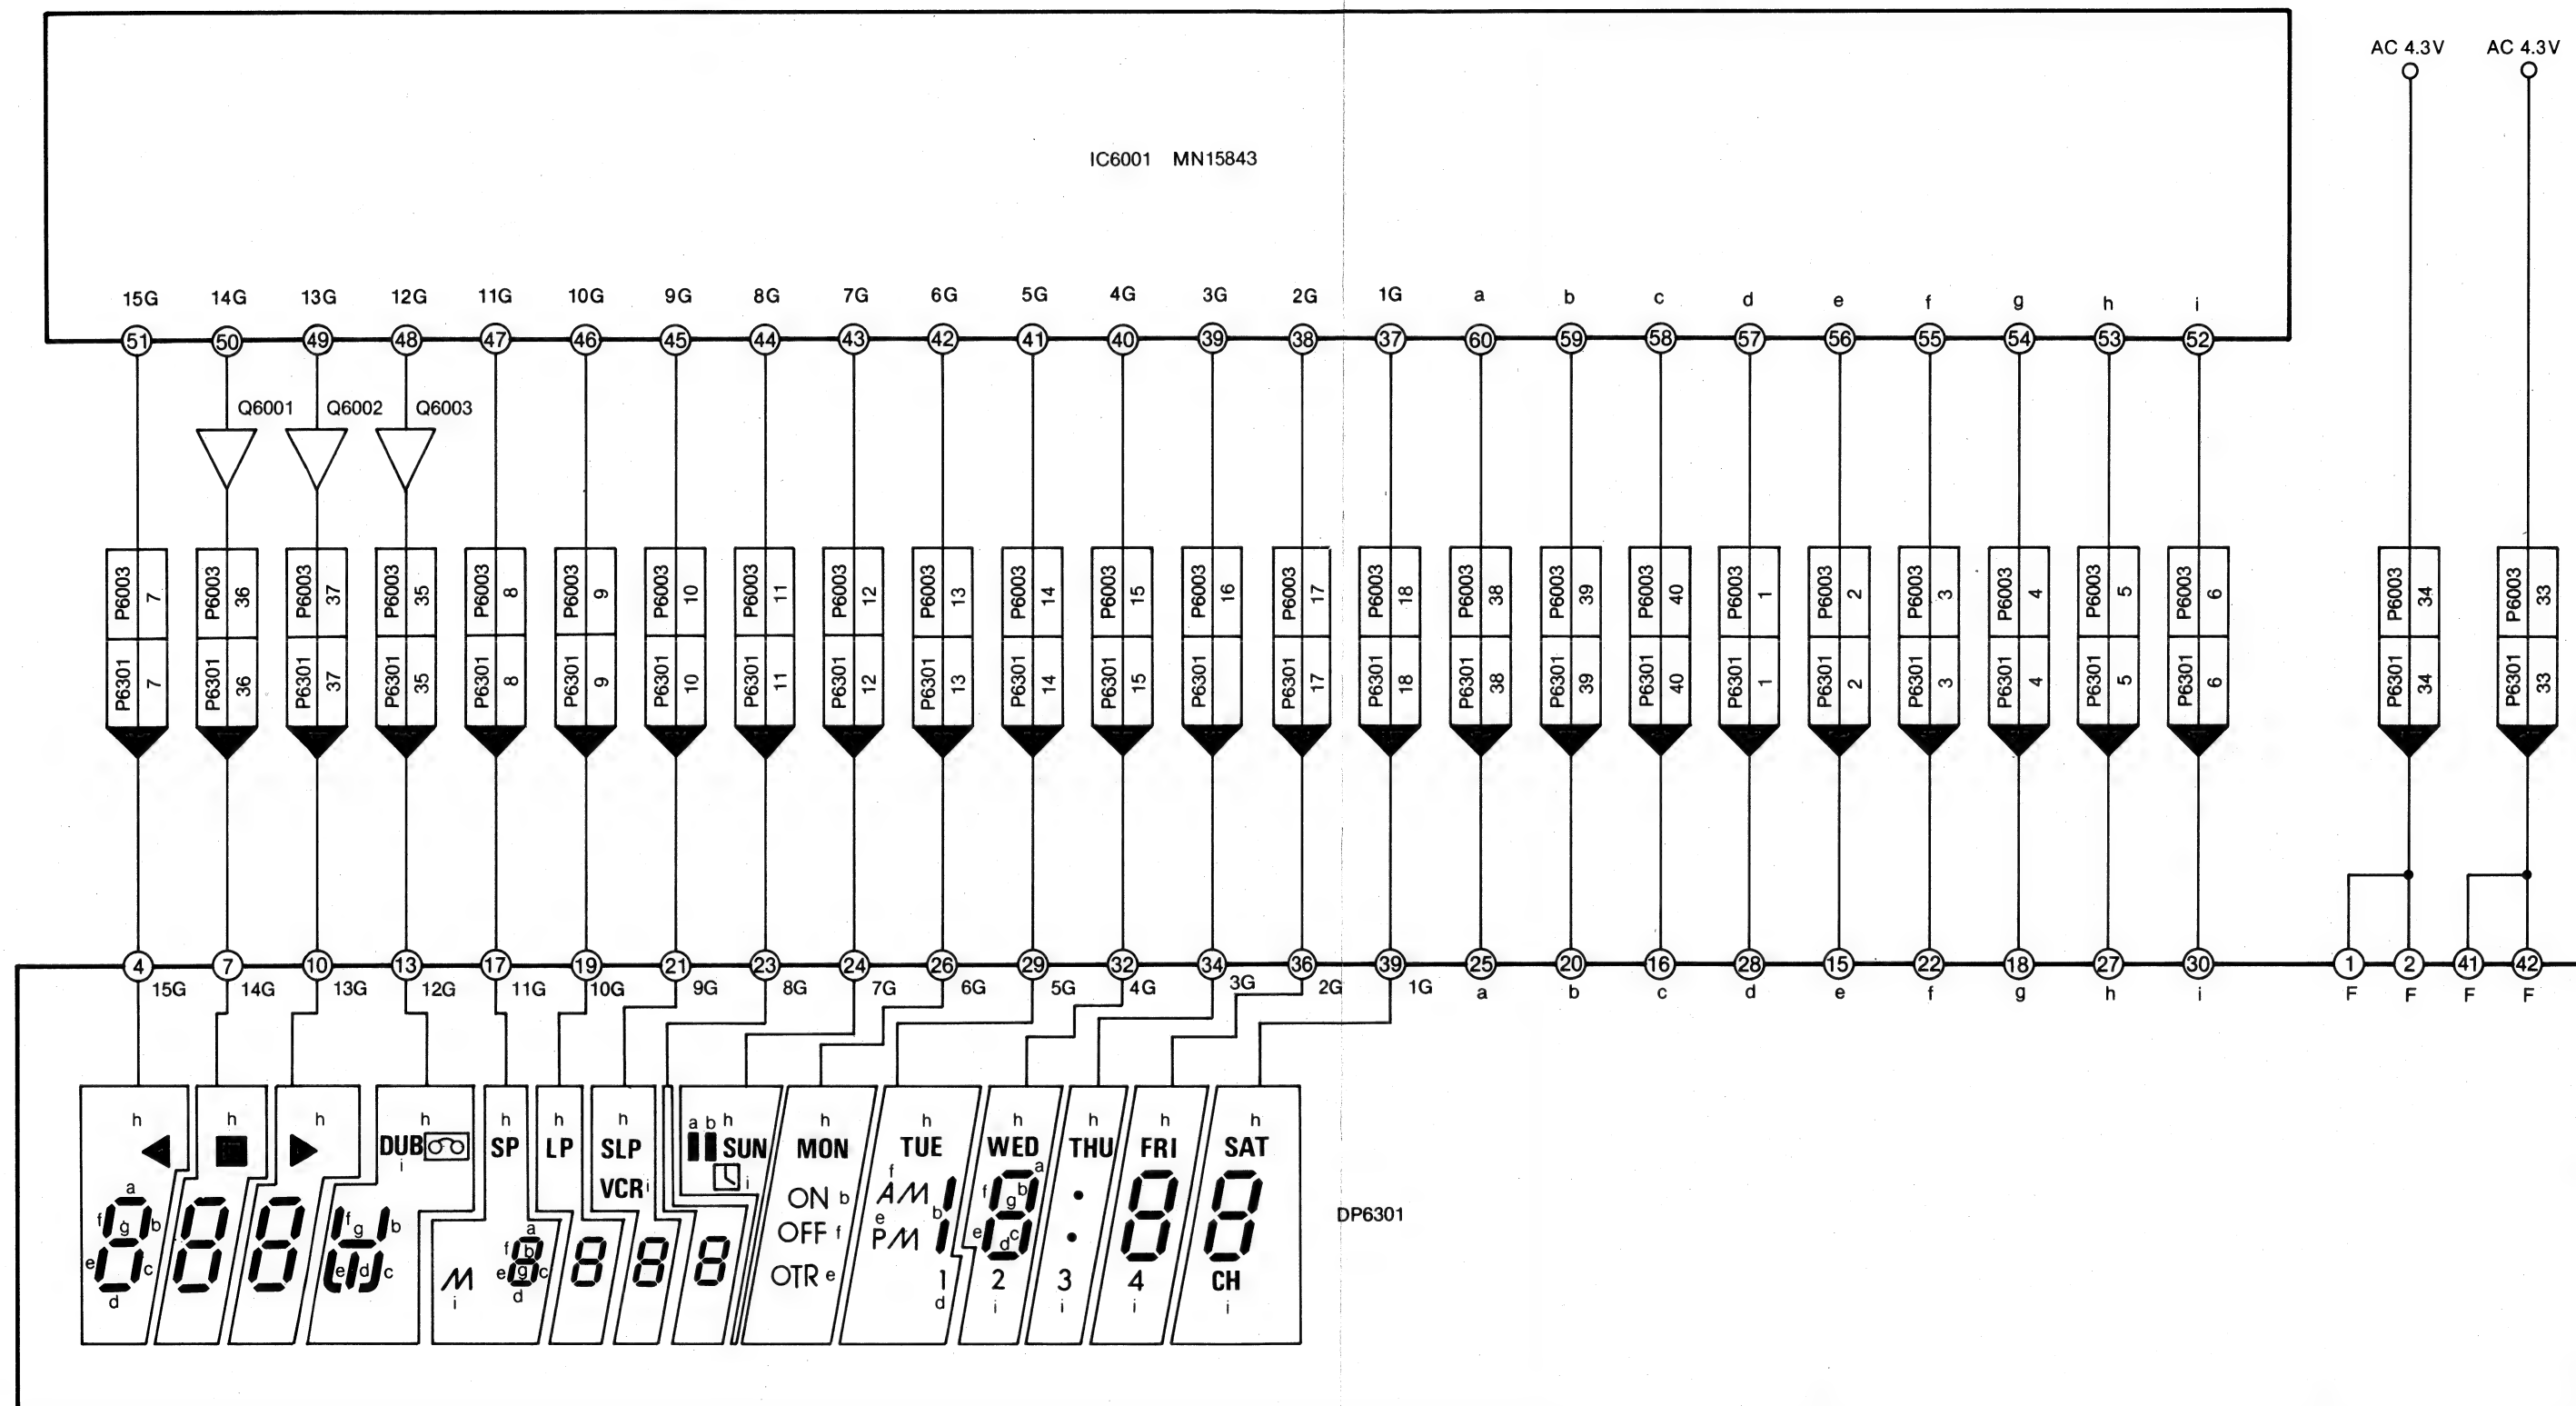 AC 4.3V AC 4.3V
IC6001 MN15843
15G 14G 13G 12G 11G 10G 9G 8G 7G 6G 5G 4G 3G 2G 1G a b c d e f g h i
51 50 49 48 47 46 45 44 43 42 41 40 39 38 37 60 59 58 57 56 55 54 53 52
Q6001 Q6002 Q6003
P6003 7 P6003 36 P6003 37 P6003 35 P6003 8 P6003 9 P6003 10 P6003 11 P6003 12 P6003 13 P6003 14 P6003 15 P6003 16 P6003 17 P6003 18 P6003 38 P6003 39 P6003 40 P6003 1 P6003 2 P6003 3 P6003 4 P6003 5 P6003 6 P6003 34 P6003 33
P6301 7 P6301 36 P6301 37 P6301 35 P6301 8 P6301 9 P6301 10 P6301 11 P6301 12 P6301 13 P6301 14 P6301 15 P6301 P6301 17 P6301 18 P6301 38 P6301 39 P6301 40 P6301 1 P6301 2 P6301 3 P6301 4 P6301 5 P6301 6 P6301 34 P6301 33
4 7 10 13 17 19 21 23 24 26 29 32 34 36 39 25 20 16 28 15 22 18 27 30 1 2 41 42
15G 14G 13G 12G 11G 10G 9G 8G 7G 6G 5G 4G 3G 2G 1G a b c d e f g h i F F F F
h h h h h h h a b h h h h h h h
DUB SP LP SLP SUN MON TUE WED THU FRI SAT
i
VCR i i ON b f AM b
OFF f e PM
OTR e
a f g b e c d
f g b e d c
a f b g e c d
a f b g e c d
M i
1 2 3 4 CH
d i i i i
DP6301